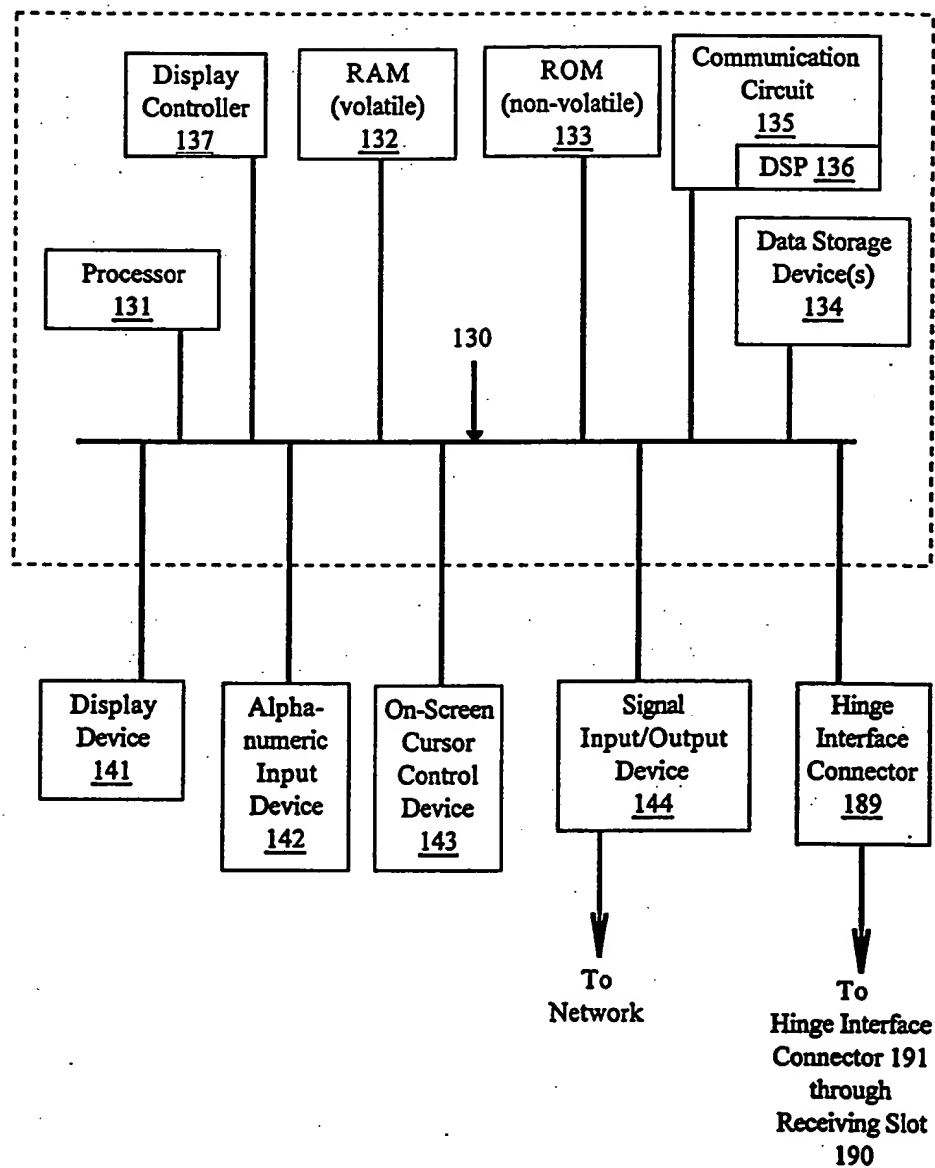 Display
Controller
137
RAM
(volatile)
132
ROM
(non-volatile)
133
Communication
Circuit
135
DSP 136
Processor
131
Data Storage
Device(s)
134
130
Display
Device
141
Alpha-
numeric
Input
Device
142
On-Screen
Cursor
Control
Device
143
Signal
Input/Output
Device
144
Hinge
Interface
Connector
189
To
Network
To
Hinge Interface
Connector 191
through
Receiving Slot
190